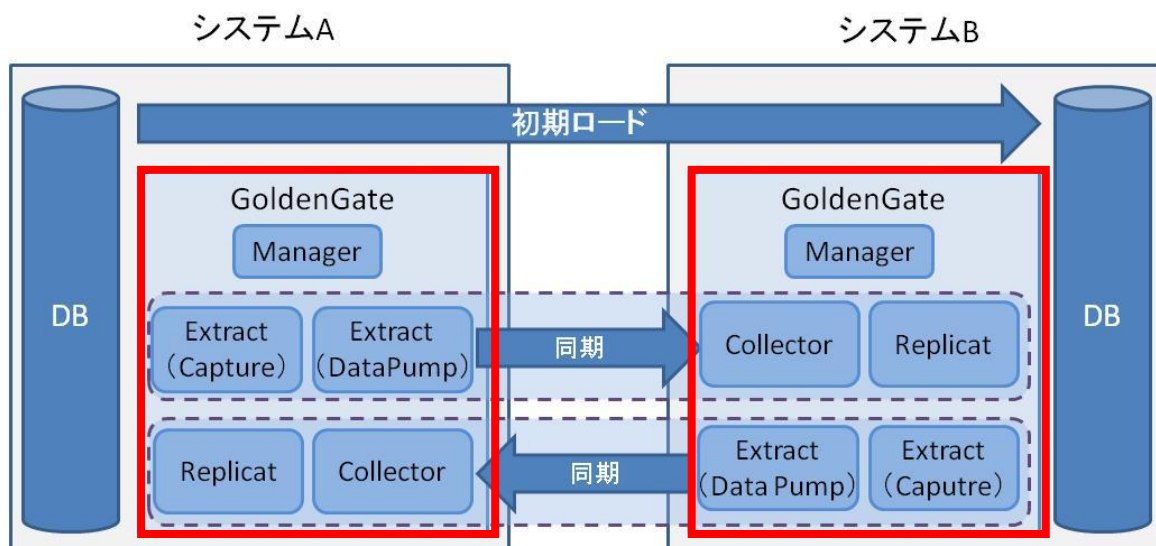 システムA
システムB
初期ロード
DB
GoldenGate
Manager
Extract
(Capture)
Extract
(DataPump)
同期
Replicat
Collector
同期
GoldenGate
Manager
Collector
Replicat
Extract
(Data Pump)
Extract
(Caputre)
DB